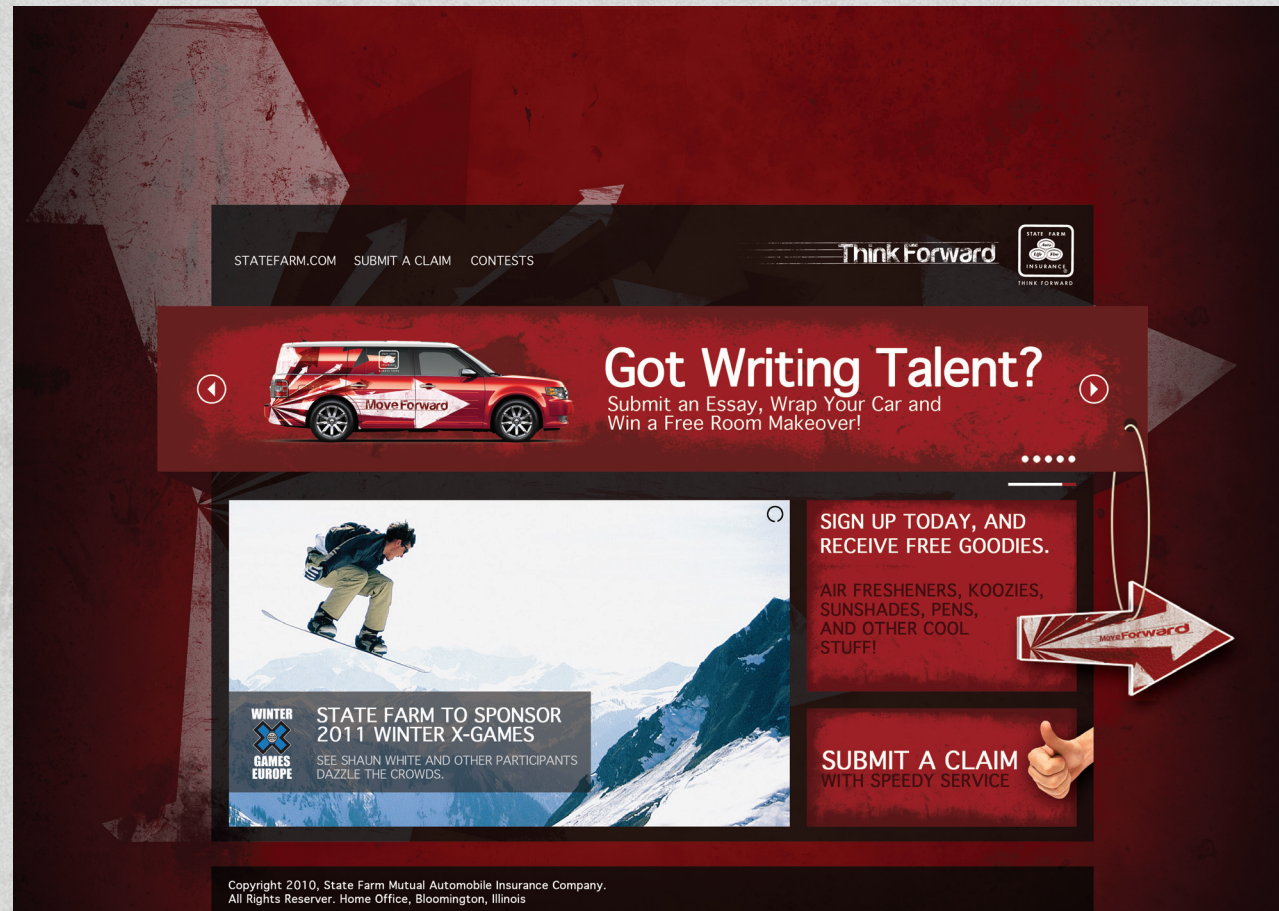 STATEFARM.COM SUBMIT A CLAIM CONTESTS
Think Forward
STATE FARM
Auto
Life Fire
INSURANCE
THINK FORWARD
Got Writing Talent?
Submit an Essay, Wrap Your Car and
Win a Free Room Makeover!
Move Forward
SIGN UP TODAY, AND
RECEIVE FREE GOODIES.
AIR FRESHENERS, KOOZIES,
SUNSHADES, PENS,
AND OTHER COOL
STUFF!
MoveForward
WINTER
GAMES
EUROPE
STATE FARM TO SPONSOR
2011 WINTER X-GAMES
SEE SHAUN WHITE AND OTHER PARTICIPANTS
DAZZLE THE CROWDS.
SUBMIT A CLAIM
WITH SPEEDY SERVICE
Copyright 2010, State Farm Mutual Automobile Insurance Company.
All Rights Reserver. Home Office, Bloomington, Illinois